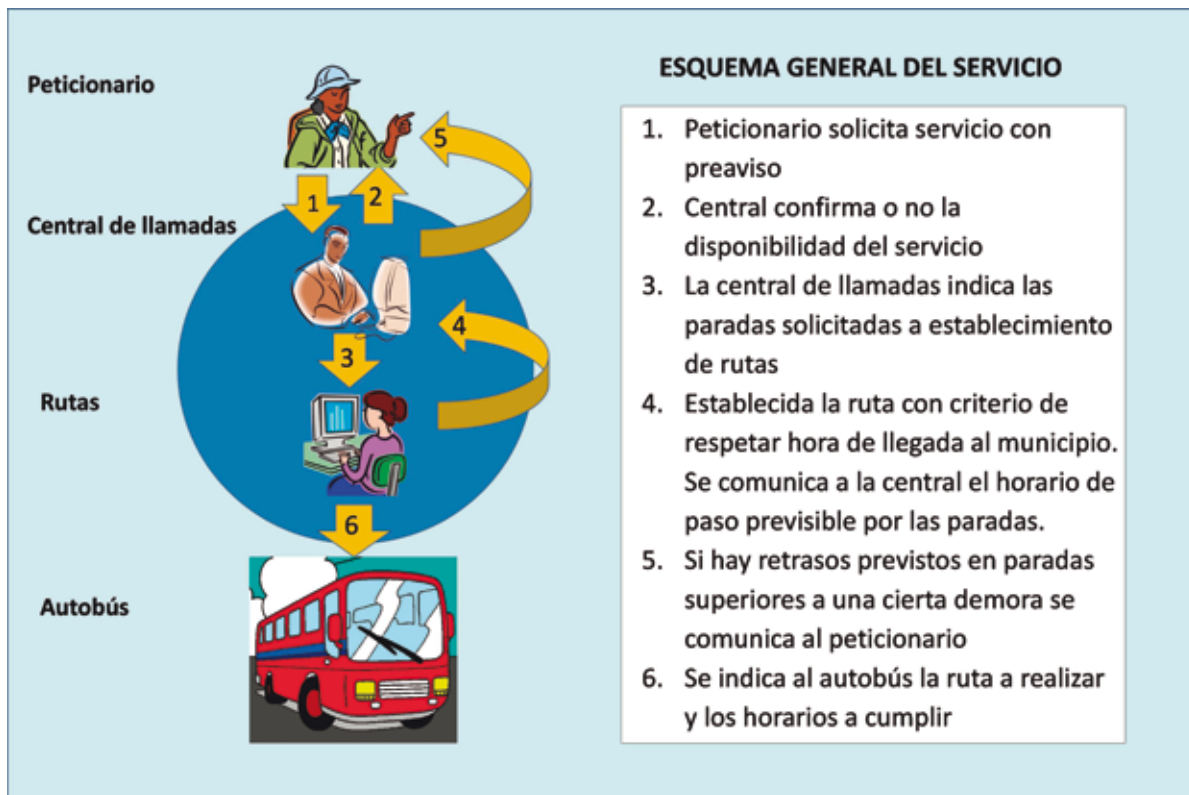 Peticionario
5
1
2
Central de llamadas
4
3
Rutas
6
Autobús
ESQUEMA GENERAL DEL SERVICIO
1. Peticionario solicita servicio con
preaviso
2. Central confirma o no la
disponibilidad del servicio
3. La central de llamadas indica las
paradas solicitadas a establecimiento
de rutas
4. Establecida la ruta con criterio de
respetar hora de llegada al municipio.
Se comunica a la central el horario de
paso previsible por las paradas.
5. Si hay retrasos previstos en paradas
superiores a una cierta demora se
comunica al peticionario
6. Se indica al autobús la ruta a realizar
y los horarios a cumplir